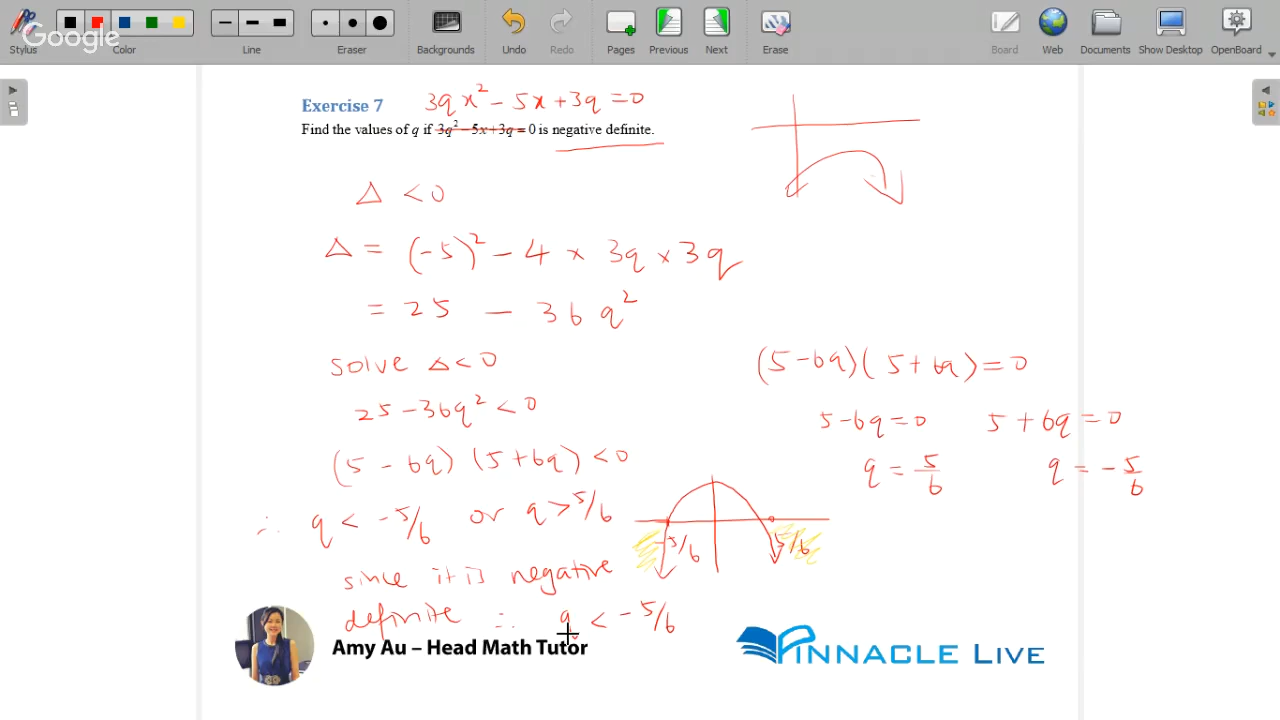 Stylus Color Line Eraser Backgrounds Undo Redo Pages Previous Next Erase Board Web Documents Show Desktop OpenBoard
Google
Exercise 7 3qx² - 5x + 3q = 0
Find the values of q if 3q² − 5x + 3q = 0 is negative definite.
Δ < 0
Δ = (-5)² - 4 × 3q × 3q
= 25 - 36q²
solve Δ < 0
25 - 36q² < 0
(5 - 6q) (5 + 6q) < 0
∴ q < -5/6 or q > 5/6
since it is negative
definite ∴ q < -5/6
(5 - 6q)(5 + 6q) = 0
5 - 6q = 0 5 + 6q = 0
q = 5/6 q = -5/6
-5/6 5/6
Amy Au – Head Math Tutor
PINNACLE LIVE